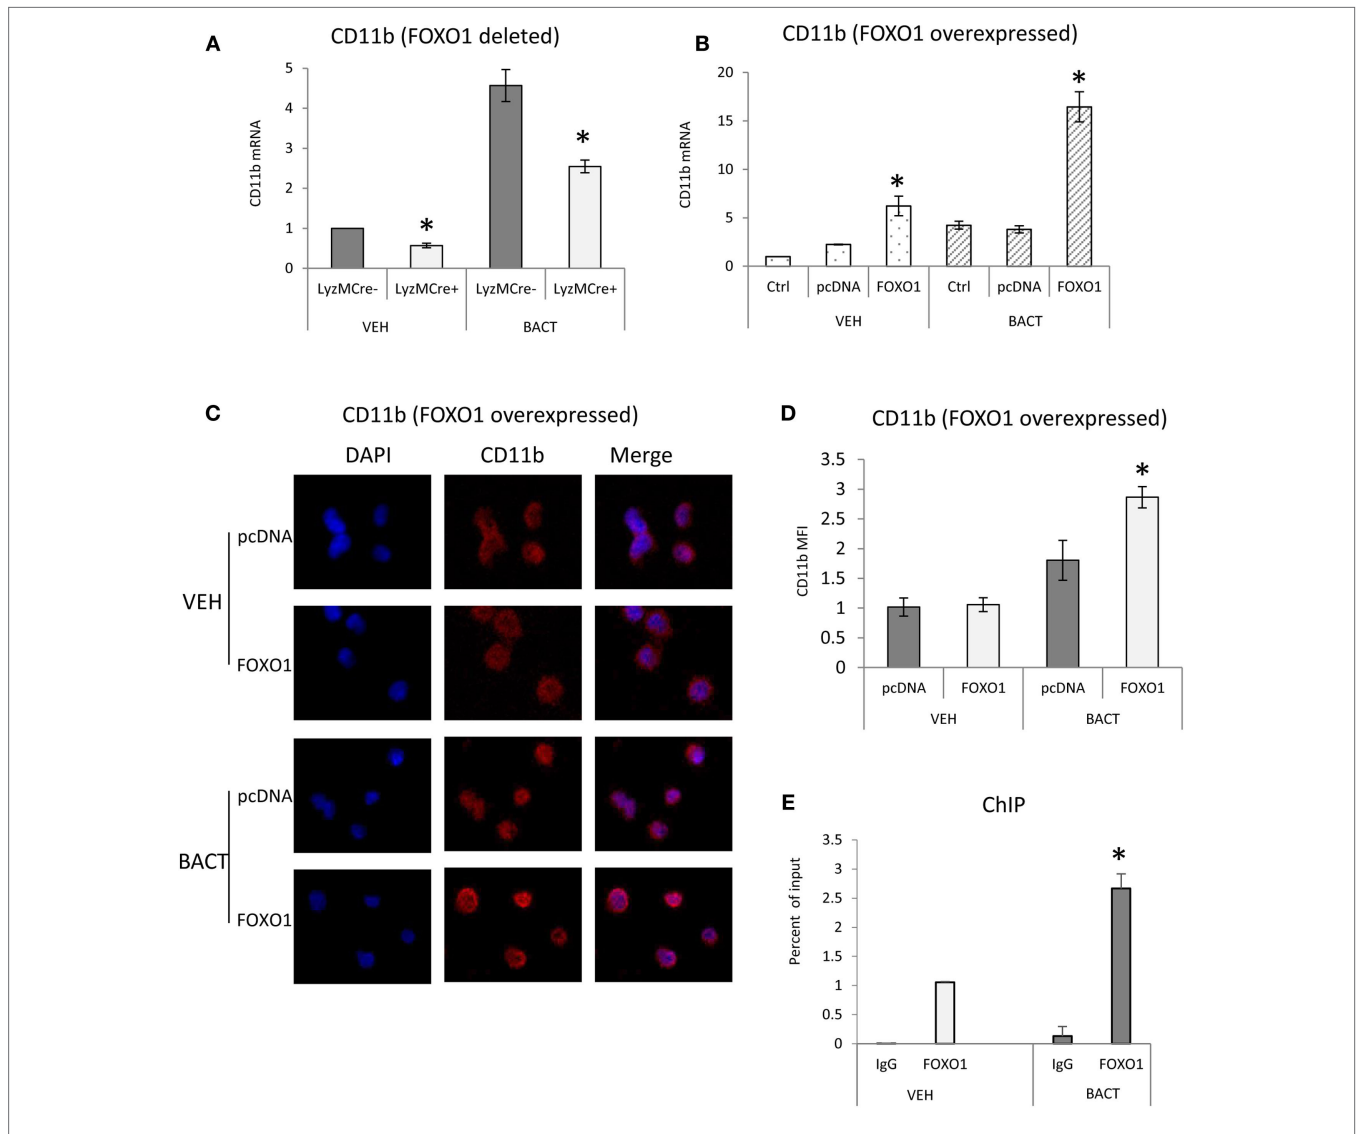 A
CD11b (FOXO1 deleted)
CD11b mRNA
5
4
3
2
1
0
*
*
LyzMCre- LyzMCre+ LyzMCre- LyzMCre+
VEH BACT
B
CD11b (FOXO1 overexpressed)
CD11b mRNA
20
15
10
5
0
*
*
Ctrl pcDNA FOXO1 Ctrl pcDNA FOXO1
VEH BACT
C
CD11b (FOXO1 overexpressed)
DAPI CD11b Merge
VEH
pcDNA
FOXO1
BACT
pcDNA
FOXO1
D
CD11b (FOXO1 overexpressed)
CD11b MFI
3.5
3
2.5
2
1.5
1
0.5
0
*
pcDNA FOXO1 pcDNA FOXO1
VEH BACT
E
ChIP
Percent of input
3.5
3
2.5
2
1.5
1
0.5
0
*
IgG FOXO1 IgG FOXO1
VEH BACT